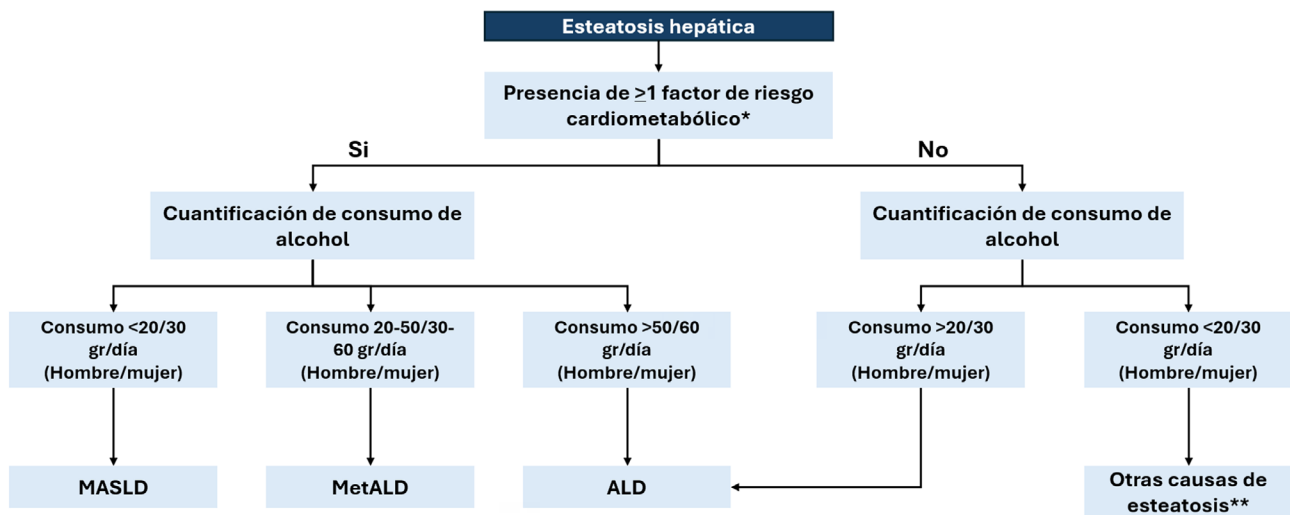 Esteatosis hepática
Presencia de ≥1 factor de riesgo
cardiometabólico*
Si
No
Cuantificación de consumo de
alcohol
Cuantificación de consumo de
alcohol
Consumo <20/30
gr/día
(Hombre/mujer)
Consumo 20-50/30-
60 gr/día
(Hombre/mujer)
Consumo >50/60
gr/día
(Hombre/mujer)
Consumo >20/30
gr/día
(Hombre/mujer)
Consumo <20/30
gr/día
(Hombre/mujer)
MASLD
MetALD
ALD
Otras causas de
esteatosis**